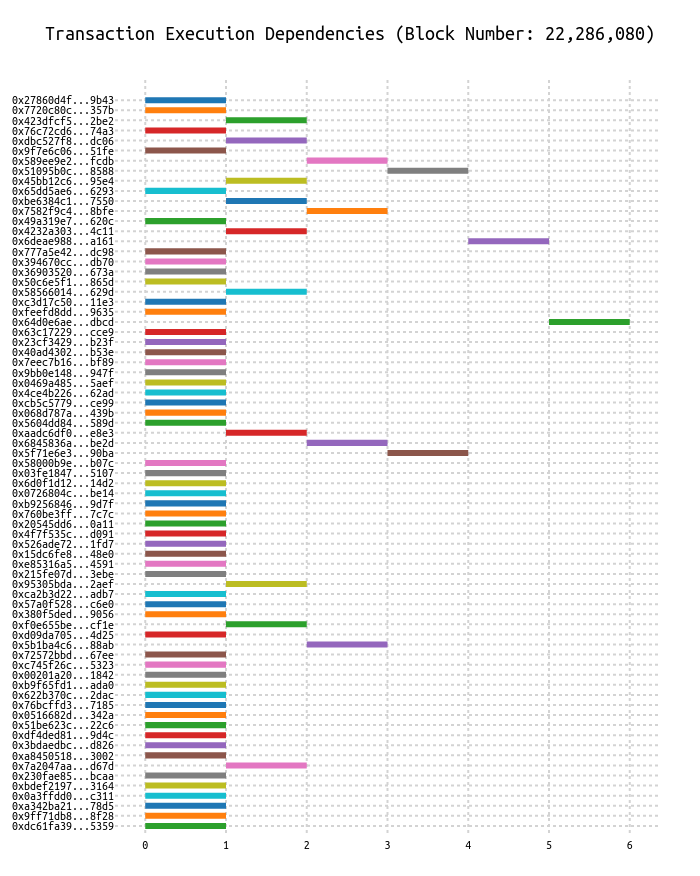 Transaction Execution Dependencies (Block Number: 22,286,080)
0x27860d4f...9b43
0x7720c80c...357b
0x423dfcf5...2be2
0x76c72cd6...74a3
0xdbc527f8...dc06
0x9f7e6c06...51fe
0x589ee9e2...fcdb
0x51095b0c...8588
0x45bb12c6...95e4
0x65dd5ae6...6293
0xbe6384c1...7550
0x7582f9c4...8bfe
0x49a319e7...620c
0x4232a303...4c11
0x6deae988...a161
0x777a5e42...dc98
0x394670cc...db70
0x36903520...673a
0x50c6e5f1...865d
0x58566014...629d
0xc3d17c50...11e3
0xfeefd8dd...9635
0x64d0e6ae...dbcd
0x63c17229...cce9
0x23cf3429...b23f
0x40ad4302...b53e
0x7eec7b16...bf89
0x9bb0e148...947f
0x0469a485...5aef
0x4ce4b226...62ad
0xcb5c5779...ce99
0x068d787a...439b
0x5604dd84...589d
0xaadc6df0...e8e3
0x6845836a...be2d
0x5f71e6e3...90ba
0x58000b9e...b07c
0x03fe1847...5107
0x6d0f1d12...14d2
0x0726804c...be14
0xb9256846...9d7f
0x760be3ff...7c7c
0x20545dd6...0a11
0x4f7f535c...d091
0x526ade72...1fd7
0x15dc6fe8...48e0
0xe85316a5...4591
0x215fe07d...3ebe
0x95305bda...2aef
0xca2b3d22...adb7
0x57a0f528...c6e0
0x380f5ded...9056
0xf0e655be...cf1e
0xd09da705...4d25
0x5b1ba4c6...88ab
0x72572bbd...67ee
0xc745f26c...5323
0x00201a20...1842
0xb9f65fd1...ada0
0x622b370c...2dac
0x76bcffd3...7185
0x0516682d...342a
0x51be623c...22c6
0xdf4ded81...9d4c
0x3bdaedbc...d826
0xa8450518...3002
0x7a2047aa...d67d
0x230fae85...bcaa
0xbdef2197...3164
0x0a3ffdd0...c311
0xa342ba21...78d5
0x9ff71db8...8f28
0xdc61fa39...5359
0 1 2 3 4 5 6